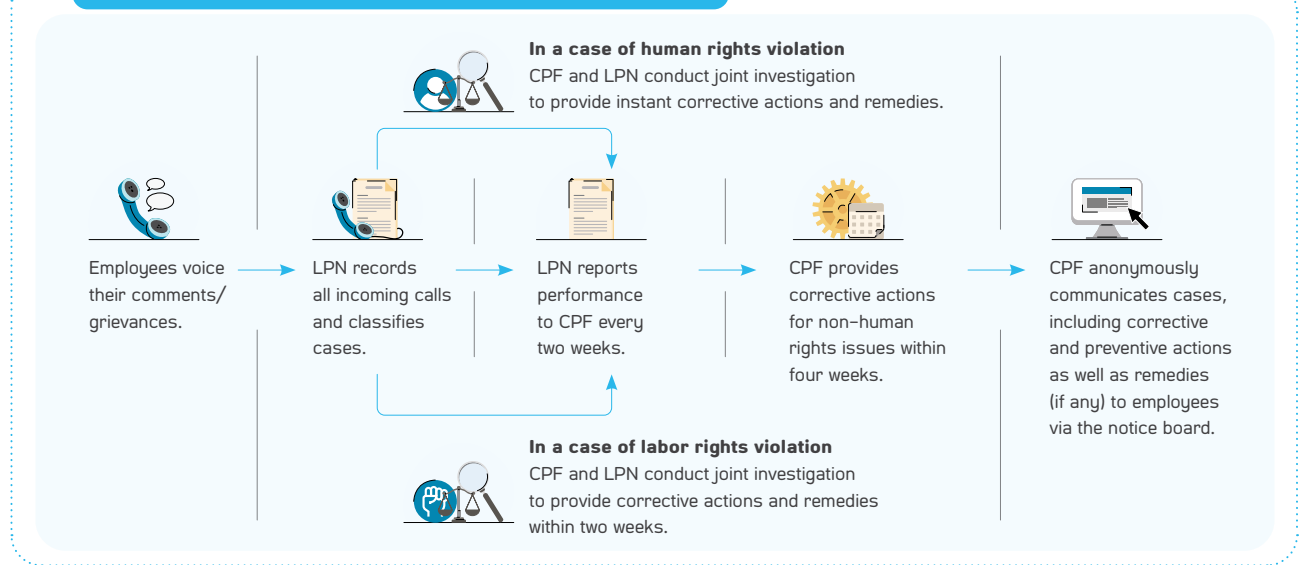 In a case of human rights violation
CPF and LPN conduct joint investigation
to provide instant corrective actions and remedies.
Employees voice
their comments/
grievances.
LPN records
all incoming calls
and classifies
cases.
LPN reports
performance
to CPF every
two weeks.
CPF provides
corrective actions
for non-human
rights issues within
four weeks.
CPF anonymously
communicates cases,
including corrective
and preventive actions
as well as remedies
(if any) to employees
via the notice board.
In a case of labor rights violation
CPF and LPN conduct joint investigation
to provide corrective actions and remedies
within two weeks.